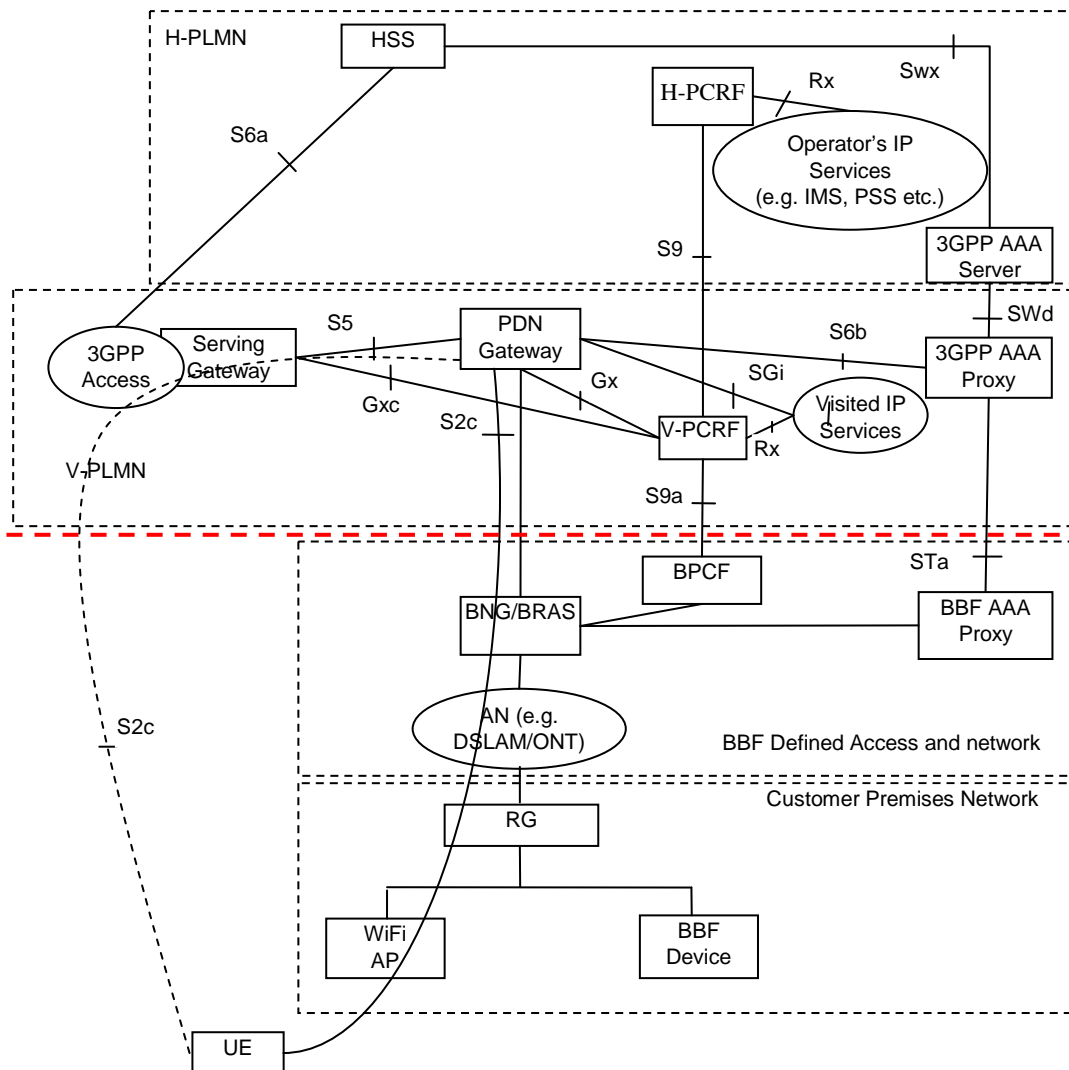 H-PLMN
HSS
Swx
H-PCRF
Rx
S6a
Operator's IP
Services
(e.g. IMS, PSS etc.)
S9
3GPP AAA
Server
SWd
S5
PDN
Gateway
S6b
3GPP
Access
Serving
Gateway
3GPP AAA
Proxy
Gxc
S2c
Gx
SGi
V-PCRF
Rx
Visited IP
Services
V-PLMN
S9a
STa
BPCF
BNG/BRAS
BBF AAA
Proxy
AN (e.g.
DSLAM/ONT)
S2c
BBF Defined Access and network
Customer Premises Network
RG
WiFi
AP
BBF
Device
UE